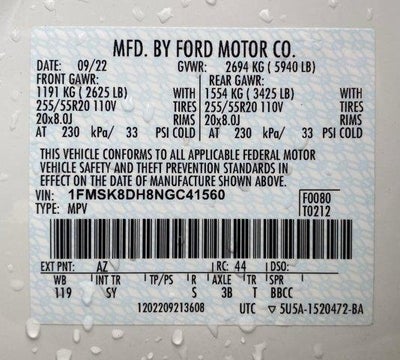 MFD. BY FORD MOTOR CO.
DATE: 09/22 GVWR: 2694 KG ( 5940 LB)
FRONT GAWR: REAR GAWR:
1191 KG ( 2625 LB) WITH 1554 KG ( 3425 LB) WITH
255/55R20 110V TIRES 255/55R20 110V TIRES
20x8.0J RIMS 20x8.0J RIMS
AT 230 kPa/ 33 PSI COLD AT 230 kPa/ 33 PSI COLD
THIS VEHICLE CONFORMS TO ALL APPLICABLE FEDERAL MOTOR
VEHICLE SAFETY AND THEFT PREVENTION STANDARDS IN
EFFECT ON THE DATE OF MANUFACTURE SHOWN ABOVE.
VIN: 1FMSK8DH8NGC41560 F0080
TYPE: MPV T0212
EXT PNT: AZ RC: 44 DSO:
WB INT TR TP/PS R AXLE TR SPR
119 SY S 3B T BBCC
1202209213608 UTC ▽ 5U5A-1520472-BA